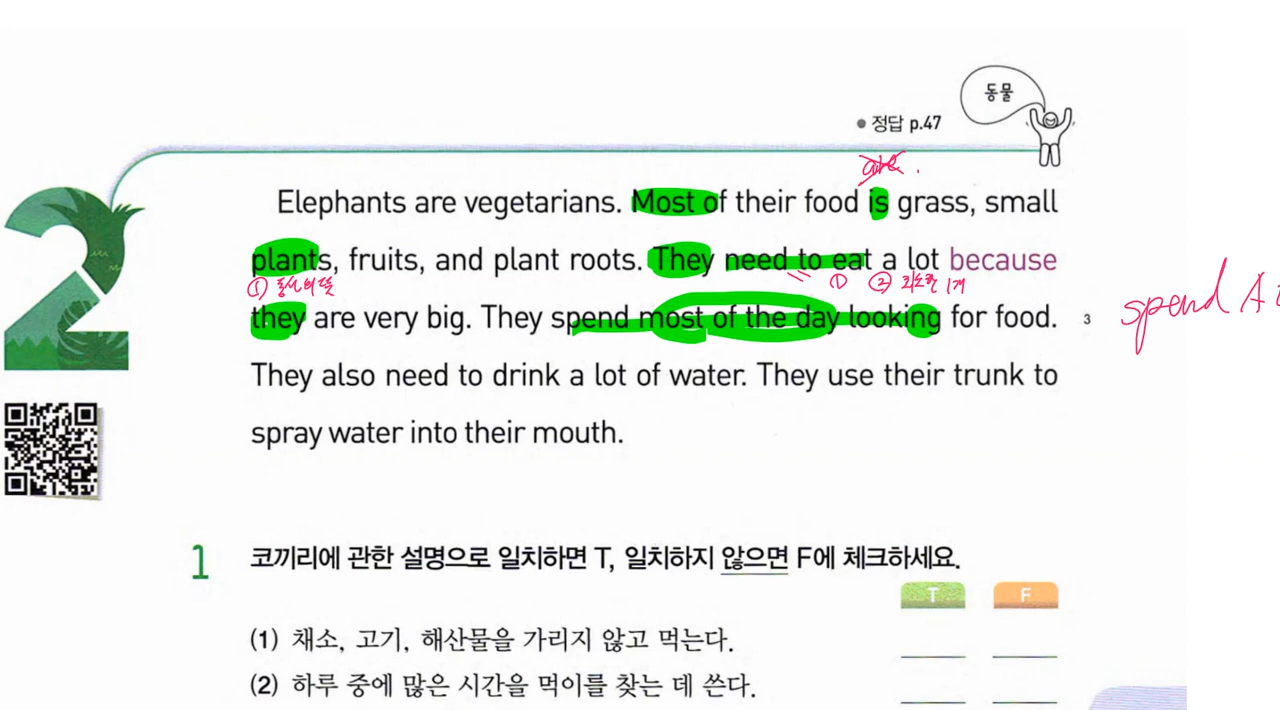 동물
● 정답 p.47
are.
2
Elephants are vegetarians. Most of their food is grass, small
plants, fruits, and plant roots. They need to eat a lot because
① ① ②
they are very big. They spend most of the day looking for food. 3
spend A
They also need to drink a lot of water. They use their trunk to
spray water into their mouth.
1 코끼리에 관한 설명으로 일치하면 T, 일치하지 않으면 F에 체크하세요.
T F
(1) 채소, 고기, 해산물을 가리지 않고 먹는다.
(2) 하루 중에 많은 시간을 먹이를 찾는 데 쓴다.